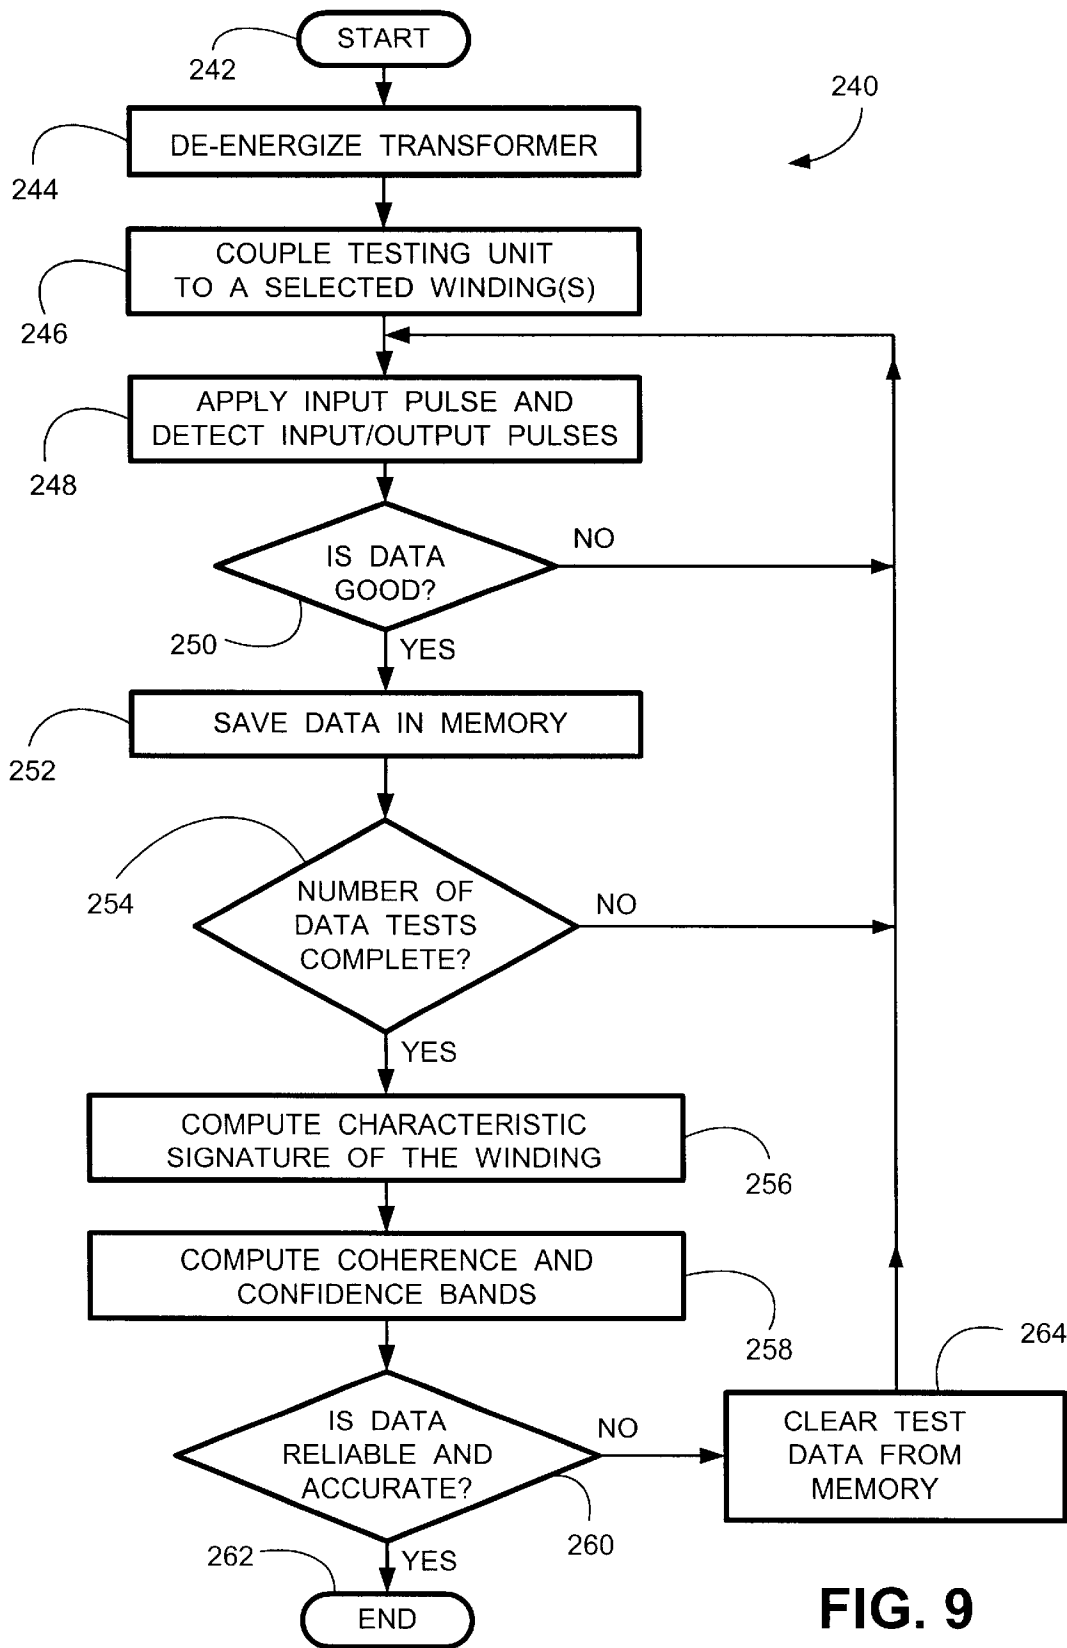 START
242
240
DE-ENERGIZE TRANSFORMER
244
COUPLE TESTING UNIT
TO A SELECTED WINDING(S)
246
APPLY INPUT PULSE AND
DETECT INPUT/OUTPUT PULSES
248
IS DATA
GOOD?
NO
250
YES
SAVE DATA IN MEMORY
252
254
NUMBER OF
DATA TESTS
COMPLETE?
NO
YES
COMPUTE CHARACTERISTIC
SIGNATURE OF THE WINDING
256
COMPUTE COHERENCE AND
CONFIDENCE BANDS
258
264
IS DATA
RELIABLE AND
ACCURATE?
NO
CLEAR TEST
DATA FROM
MEMORY
260
YES
262
END
FIG. 9